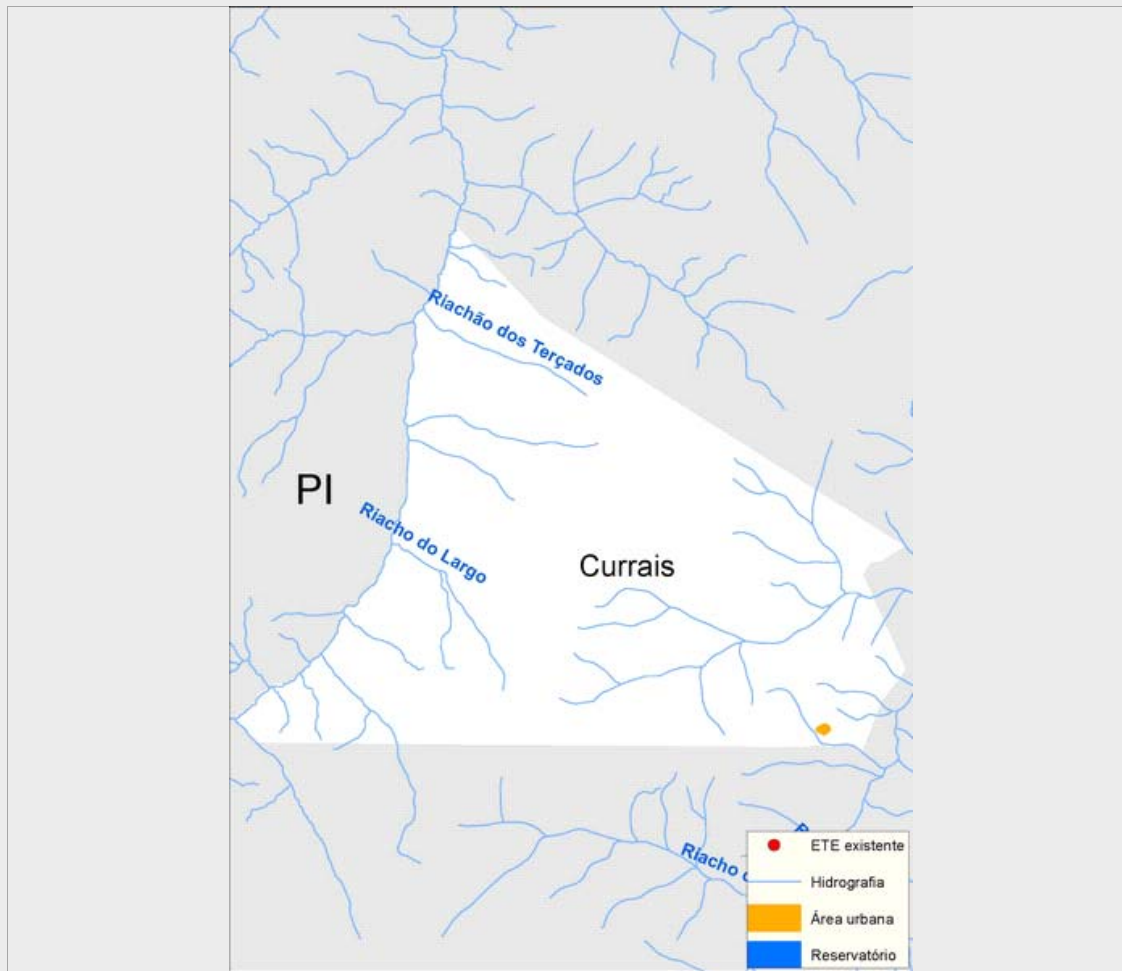 Riachão dos Terçados
PI
Riacho do Largo
Currais
Riacho
ETE existente
Hidrografia
Área urbana
Reservatório